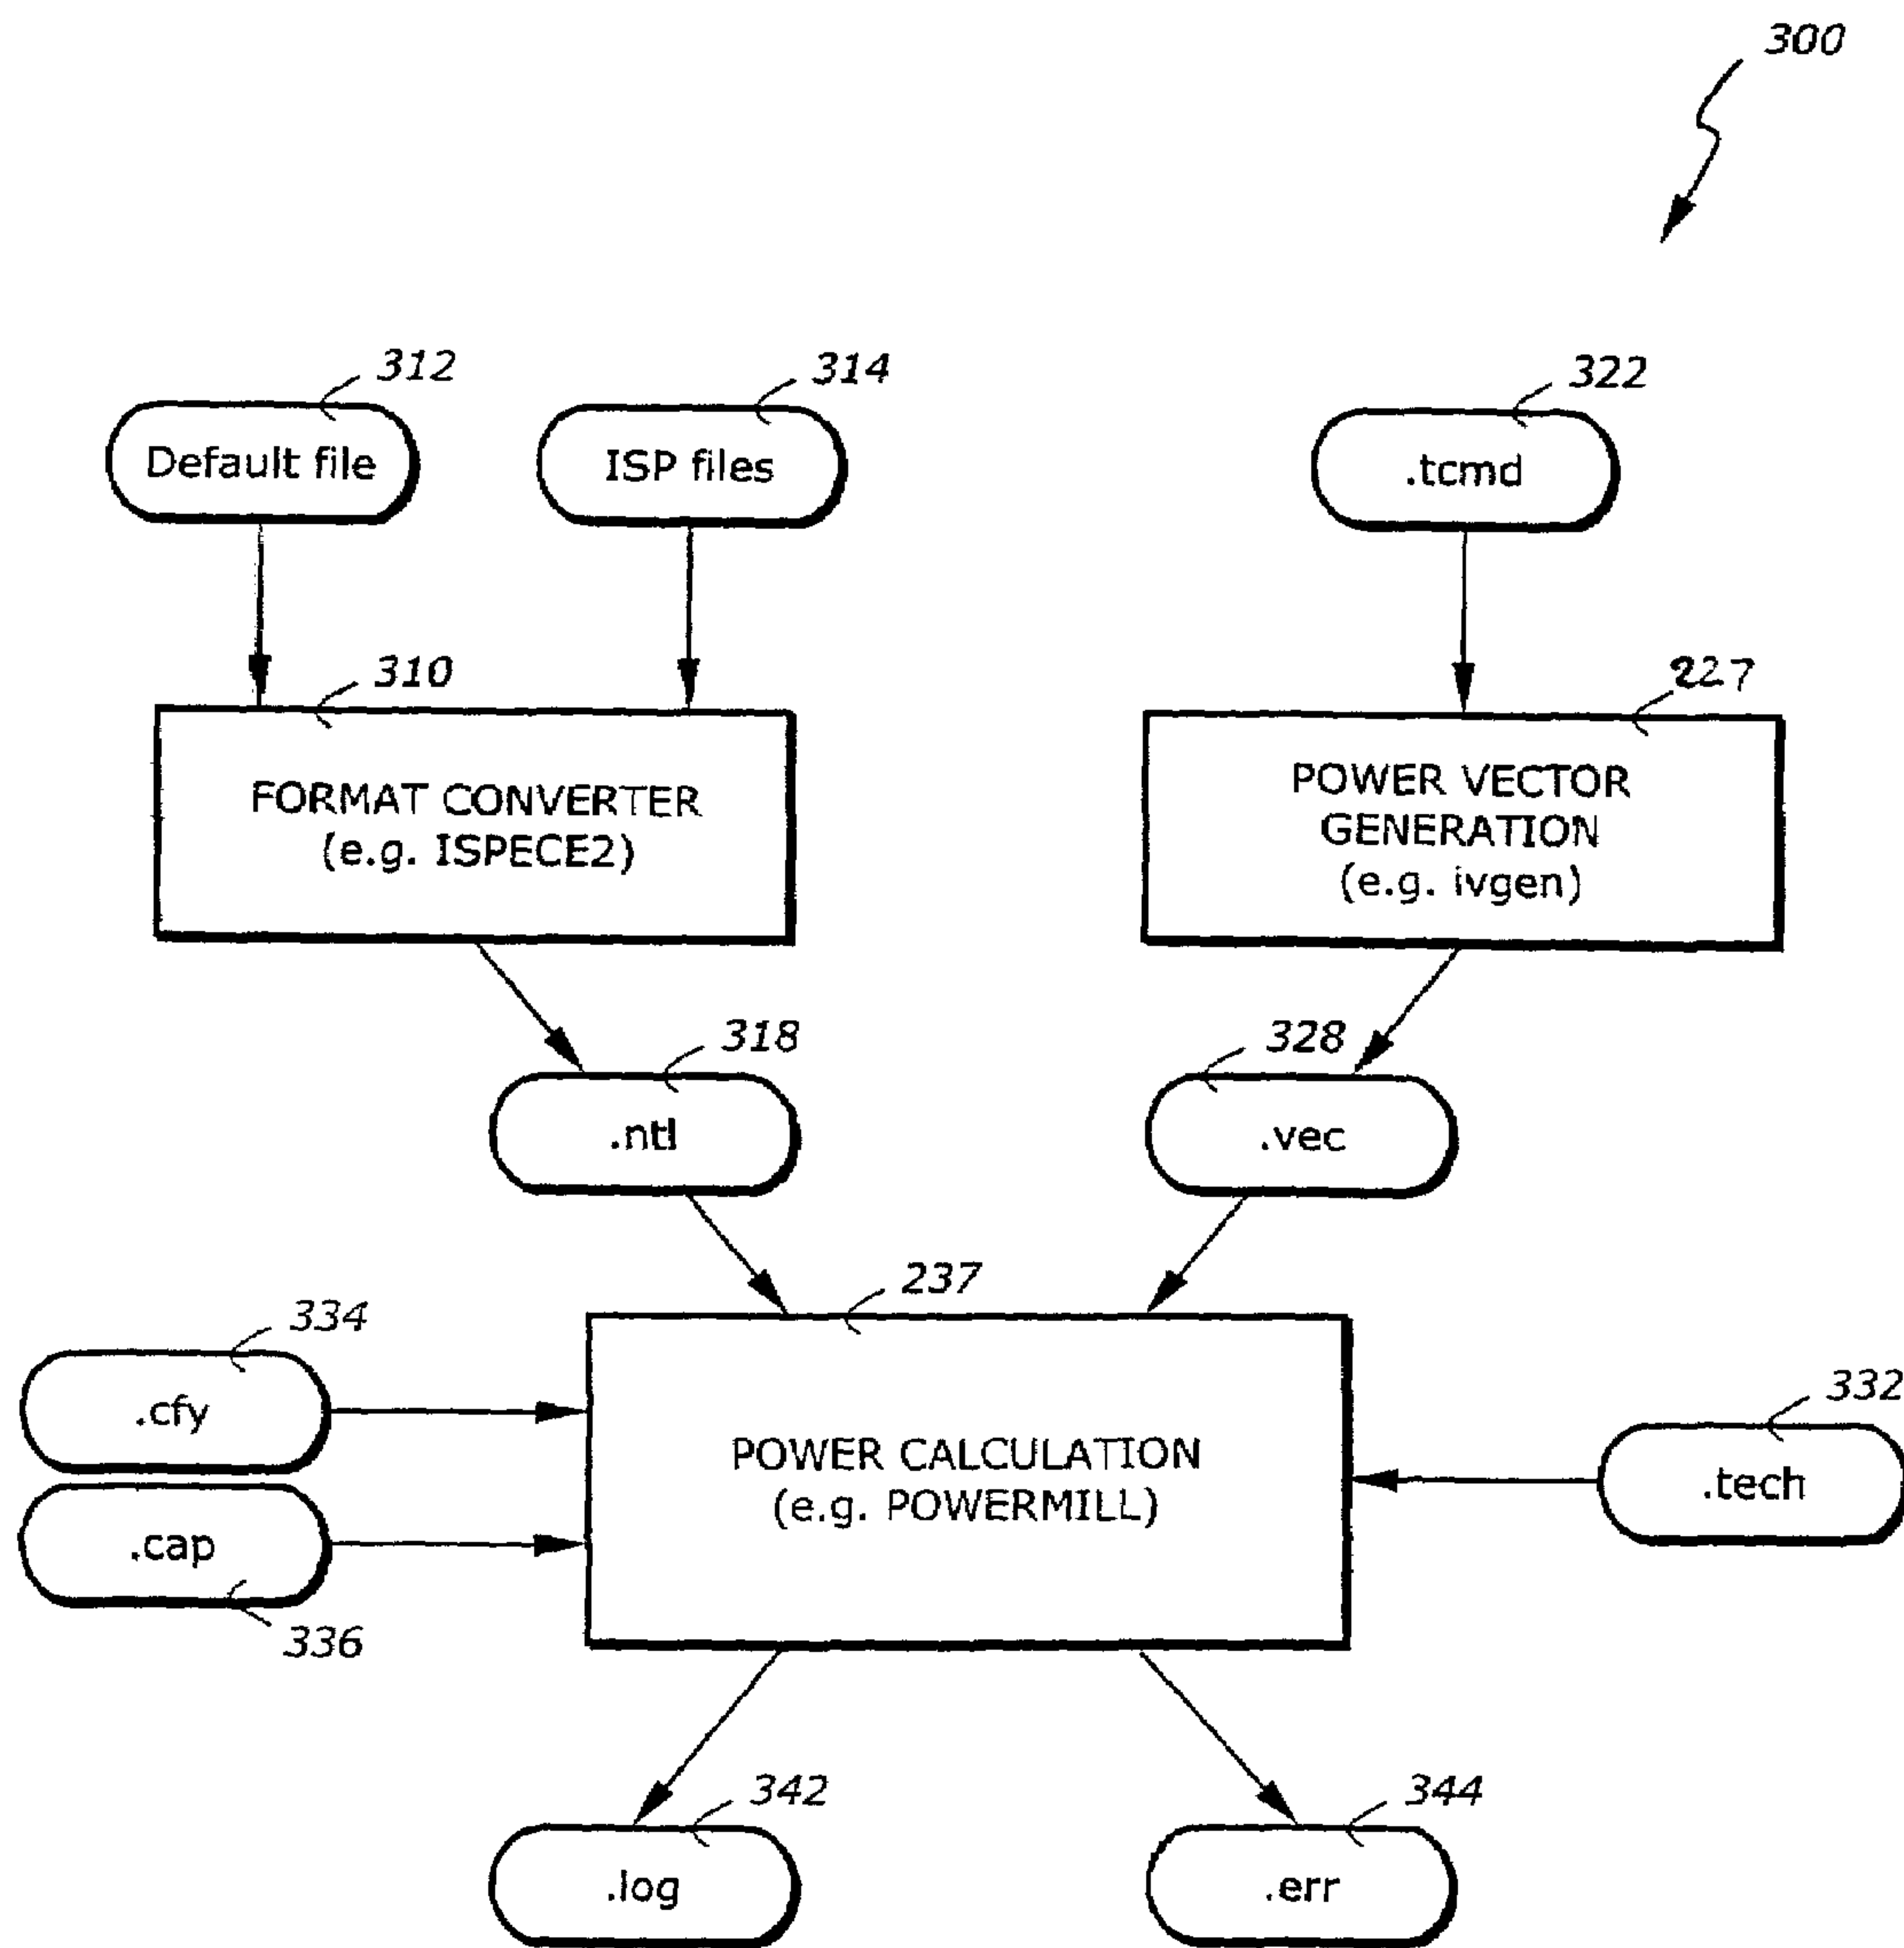 300
312
314
322
Default file
ISP files
.tcmd
310
227
FORMAT CONVERTER
(e.g. ISPECE2)
POWER VECTOR
GENERATION
(e.g. ivgen)
318
328
.ntl
.vec
237
334
332
.cfy
POWER CALCULATION
(e.g. POWERMILL)
.tech
.cap
336
342
344
.log
.err